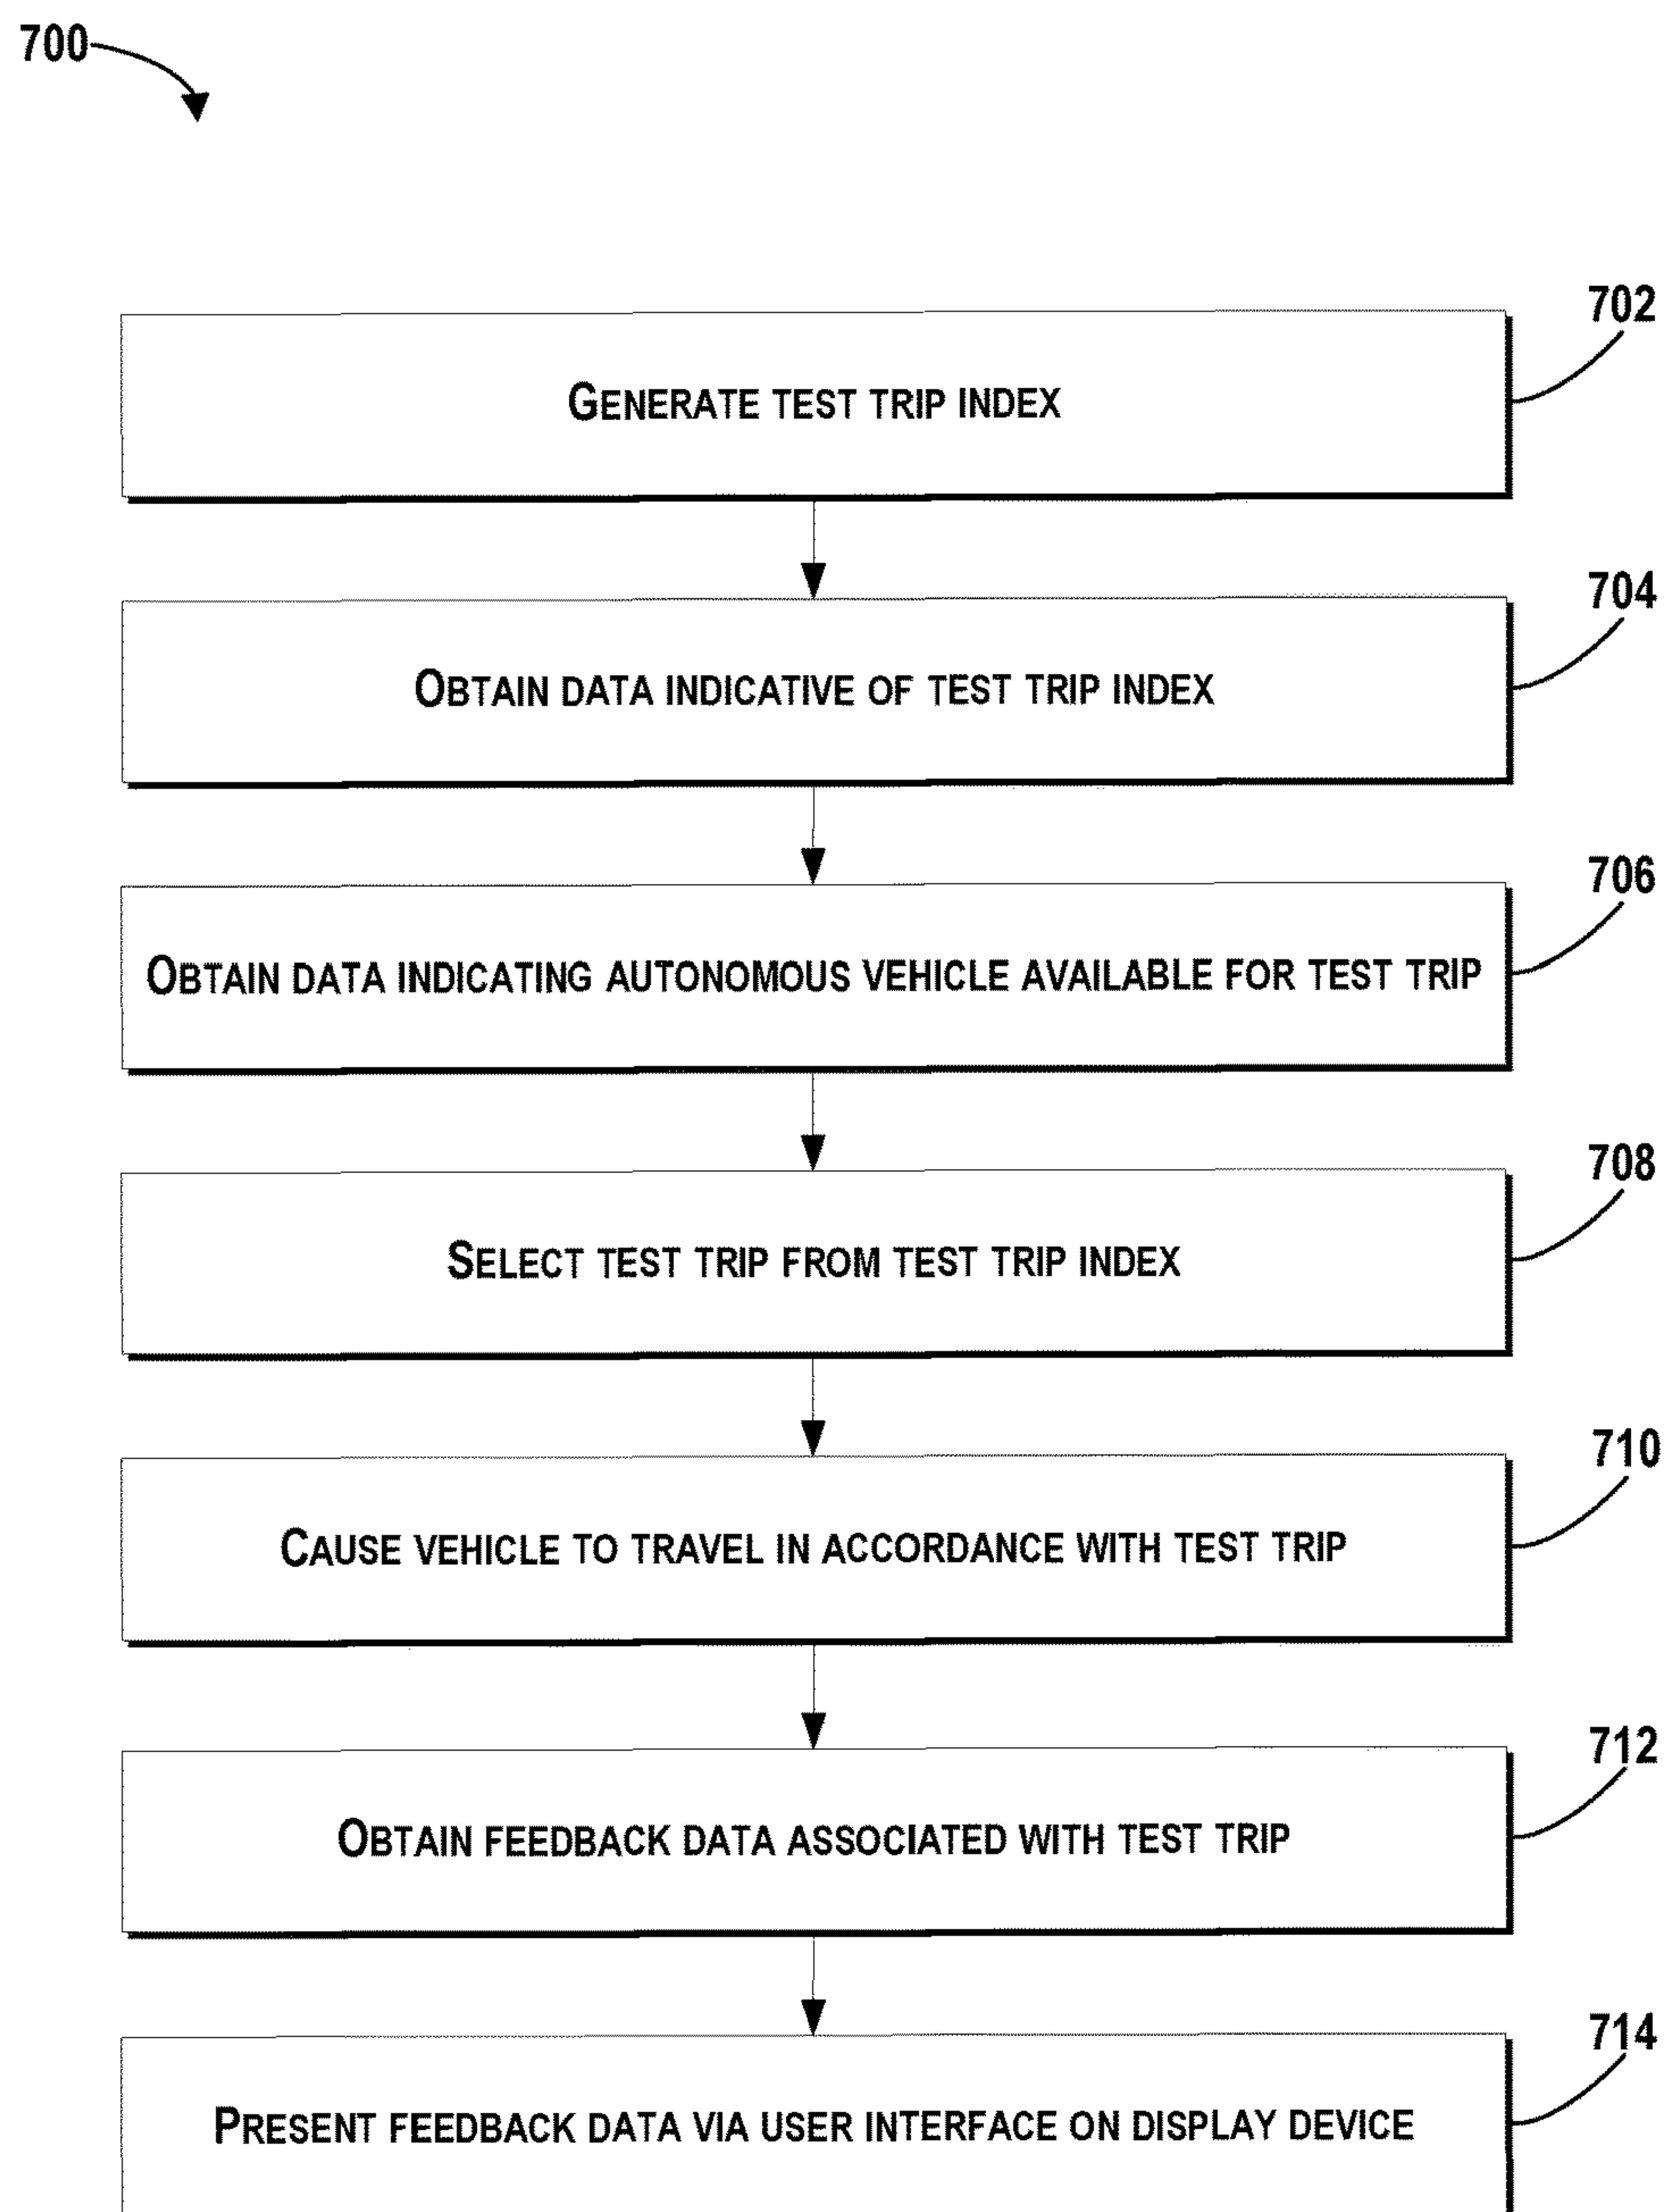 700
702
GENERATE TEST TRIP INDEX
704
OBTAIN DATA INDICATIVE OF TEST TRIP INDEX
706
OBTAIN DATA INDICATING AUTONOMOUS VEHICLE AVAILABLE FOR TEST TRIP
708
SELECT TEST TRIP FROM TEST TRIP INDEX
710
CAUSE VEHICLE TO TRAVEL IN ACCORDANCE WITH TEST TRIP
712
OBTAIN FEEDBACK DATA ASSOCIATED WITH TEST TRIP
714
PRESENT FEEDBACK DATA VIA USER INTERFACE ON DISPLAY DEVICE